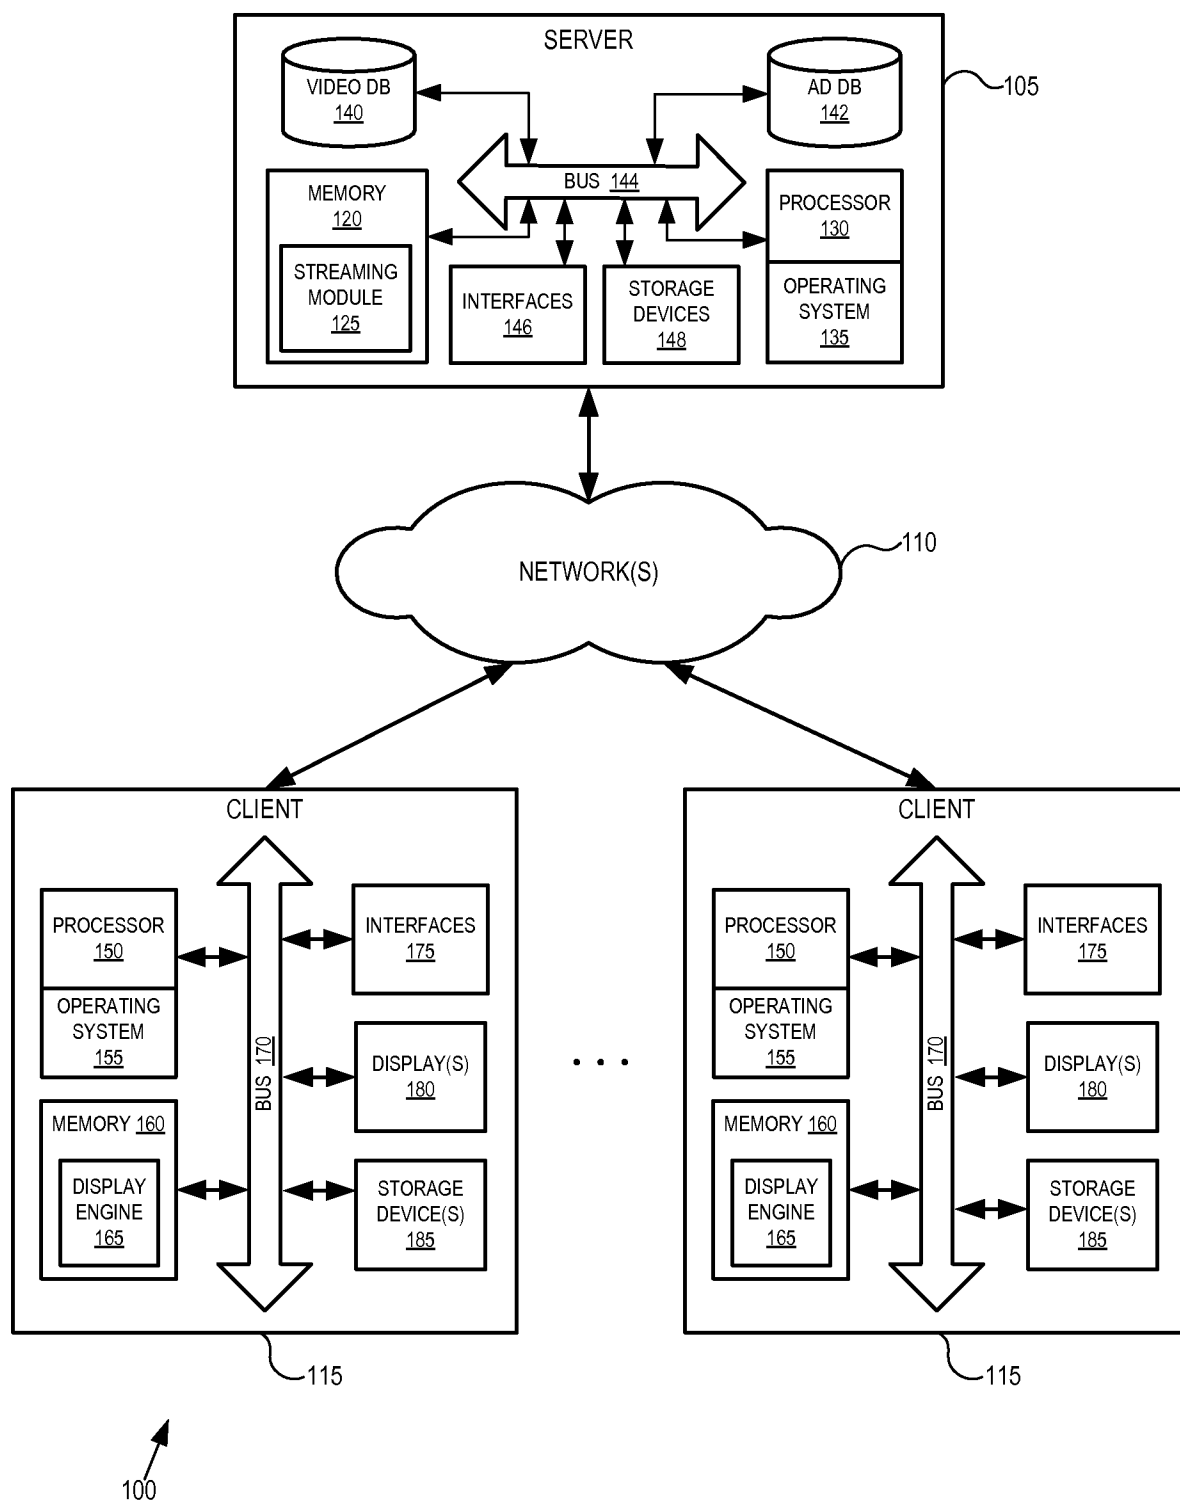 SERVER
VIDEO DB
140
AD DB
142
105
BUS 144
MEMORY
120
STREAMING
MODULE
125
INTERFACES
146
STORAGE
DEVICES
148
PROCESSOR
130
OPERATING
SYSTEM
135
NETWORK(S)
110
CLIENT
PROCESSOR
150
OPERATING
SYSTEM
155
MEMORY 160
DISPLAY
ENGINE
165
BUS 170
INTERFACES
175
DISPLAY(S)
180
STORAGE
DEVICE(S)
185
115
. . .
CLIENT
PROCESSOR
150
OPERATING
SYSTEM
155
MEMORY 160
DISPLAY
ENGINE
165
BUS 170
INTERFACES
175
DISPLAY(S)
180
STORAGE
DEVICE(S)
185
115
100